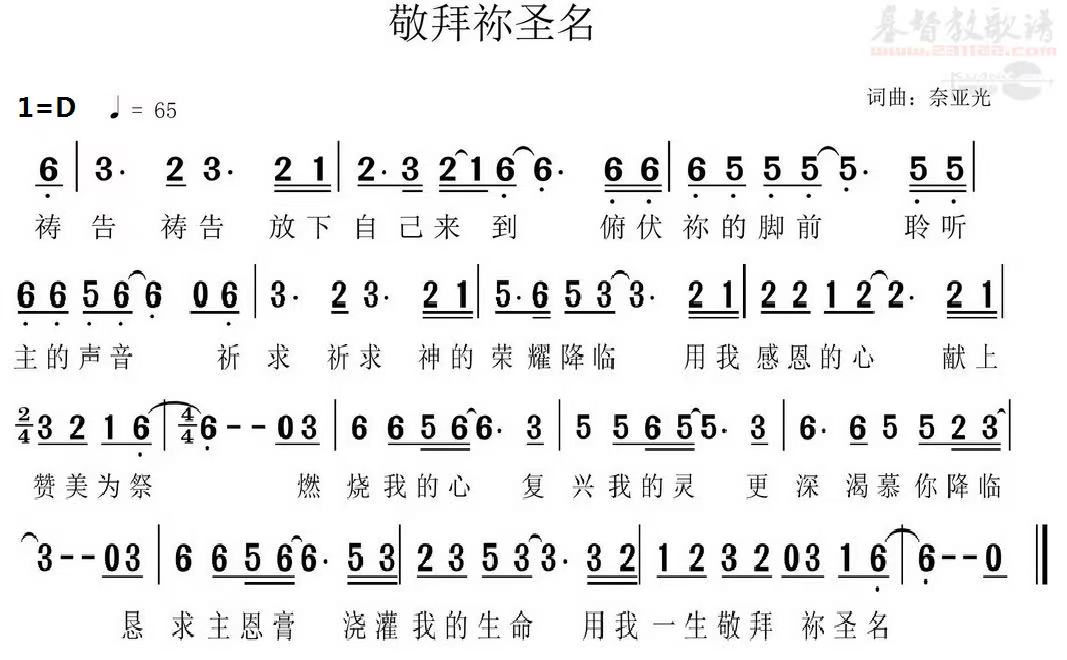 敬拜祢圣名
基督教歌谱
www.231122.com
1=D ♩= 65
词曲：奈亚光
6 | 3· 2 3· 2 1 | 2· 3 2 1 6 6· 6 6 | 6 5 5 5 5· 5 5 |
祷告 祷告 放下自己来到 俯伏祢的脚前 聆听
6 6 5 6 6 0 6 | 3· 2 3· 2 1 | 5· 6 5 3 3· 2 1 | 2 2 1 2 2· 2 1 |
主的声音 祈求 祈求 神的荣耀降临 用我感恩的心 献上
2/4 3 2 1 6 | 4/4 6 - - 0 3 | 6 6 5 6 6· 3 | 5 5 6 5 5· 3 | 6· 6 5 5 2 3 |
赞美为祭 燃烧我的心 复兴我的灵 更深渴慕你降临
3 - - 0 3 | 6 6 5 6 6· 5 3 | 2 3 5 3 3· 3 2 | 1 2 3 2 0 3 1 6 | 6 - - 0 ‖
恳求主恩膏 浇灌我的生命 用我一生敬拜 祢圣名